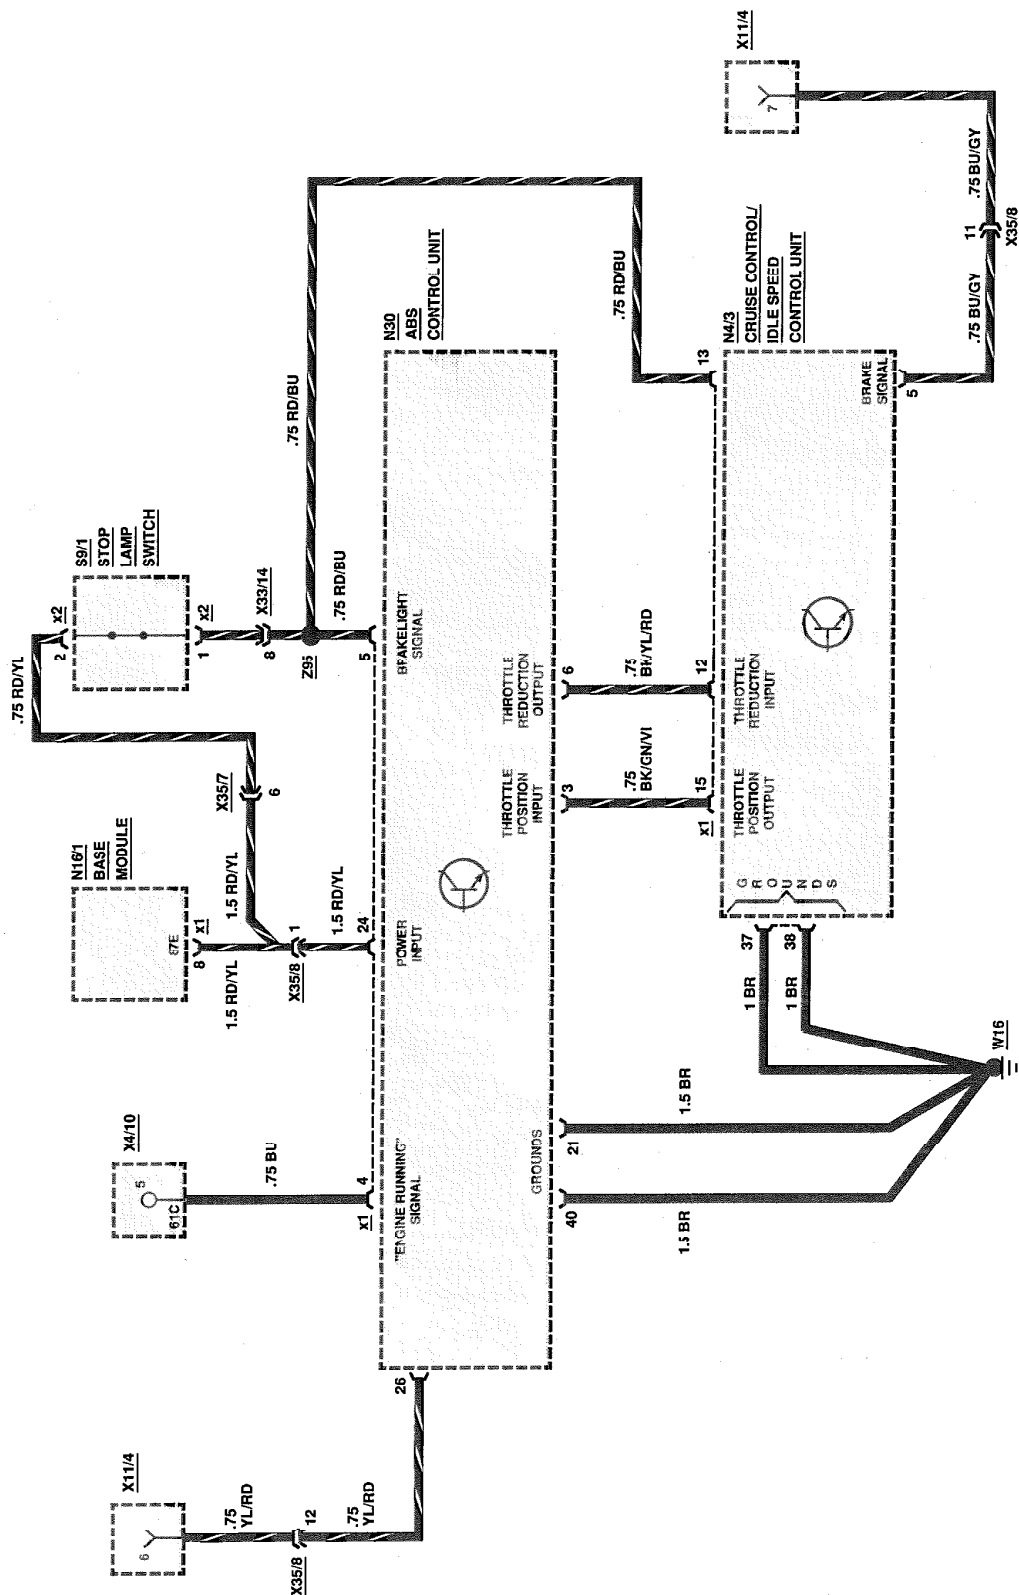 X11/4
6
.75
YL/RD
X35/8
12
.75
YL/RD
26
X4/10
5
61C
.75 BU
x1
4
"ENGINE RUNNING"
SIGNAL
N16/1
BASE
MODULE
87E
8
x1
1.5 RD/YL
1.5 RD/YL
X35/7
6
.75 RD/YL
X35/8
1
1.5 RD/YL
24
POWER
INPUT
S9/1
STOP
LAMP
SWITCH
2
x2
1
x2
8
X33/14
Z95
.75 RD/BU
.75 RD/BU
5
BRAKELIGHT
SIGNAL
N30
ABS
CONTROL UNIT
GROUNDS
40
21
1.5 BR
1.5 BR
THROTTLE
POSITION
INPUT
THROTTLE
REDUCTION
OUTPUT
3
6
.75
BK/GN/VI
.75
BK/YL/RD
x1
15
12
.75 RD/BU
13
N4/3
CRUISE CONTROL/
IDLE SPEED
CONTROL UNIT
THROTTLE
POSITION
OUTPUT
THROTTLE
REDUCTION
INPUT
GROUNDS
37
38
1 BR
1 BR
W16
BRAKE
SIGNAL
5
.75 BU/GY
11
X35/8
.75 BU/GY
X11/4
7